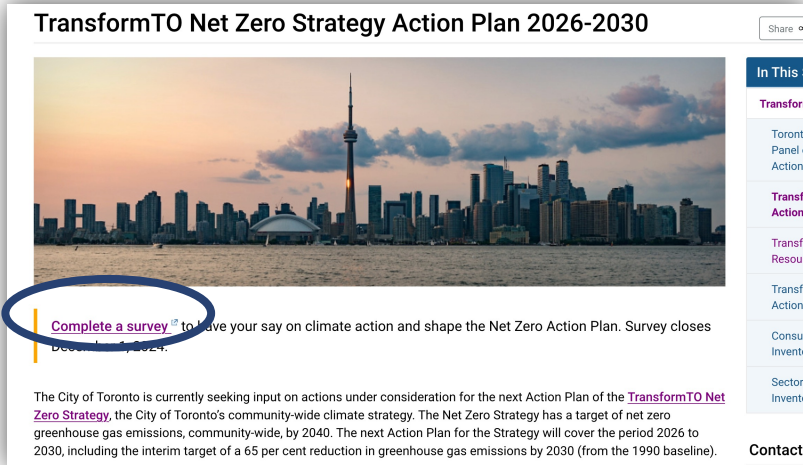 TransformTO Net Zero Strategy Action Plan 2026-2030
Share
In This
Transfor
Toront
Panel
Action
Transf
Action
Transf
Resou
Transf
Action
Consu
Invent
Sector
Invent
Complete a survey to have your say on climate action and shape the Net Zero Action Plan. Survey closes
December 1, 2024.
The City of Toronto is currently seeking input on actions under consideration for the next Action Plan of the TransformTO Net
Zero Strategy, the City of Toronto's community-wide climate strategy. The Net Zero Strategy has a target of net zero
greenhouse gas emissions, community-wide, by 2040. The next Action Plan for the Strategy will cover the period 2026 to
2030, including the interim target of a 65 per cent reduction in greenhouse gas emissions by 2030 (from the 1990 baseline).
Contact